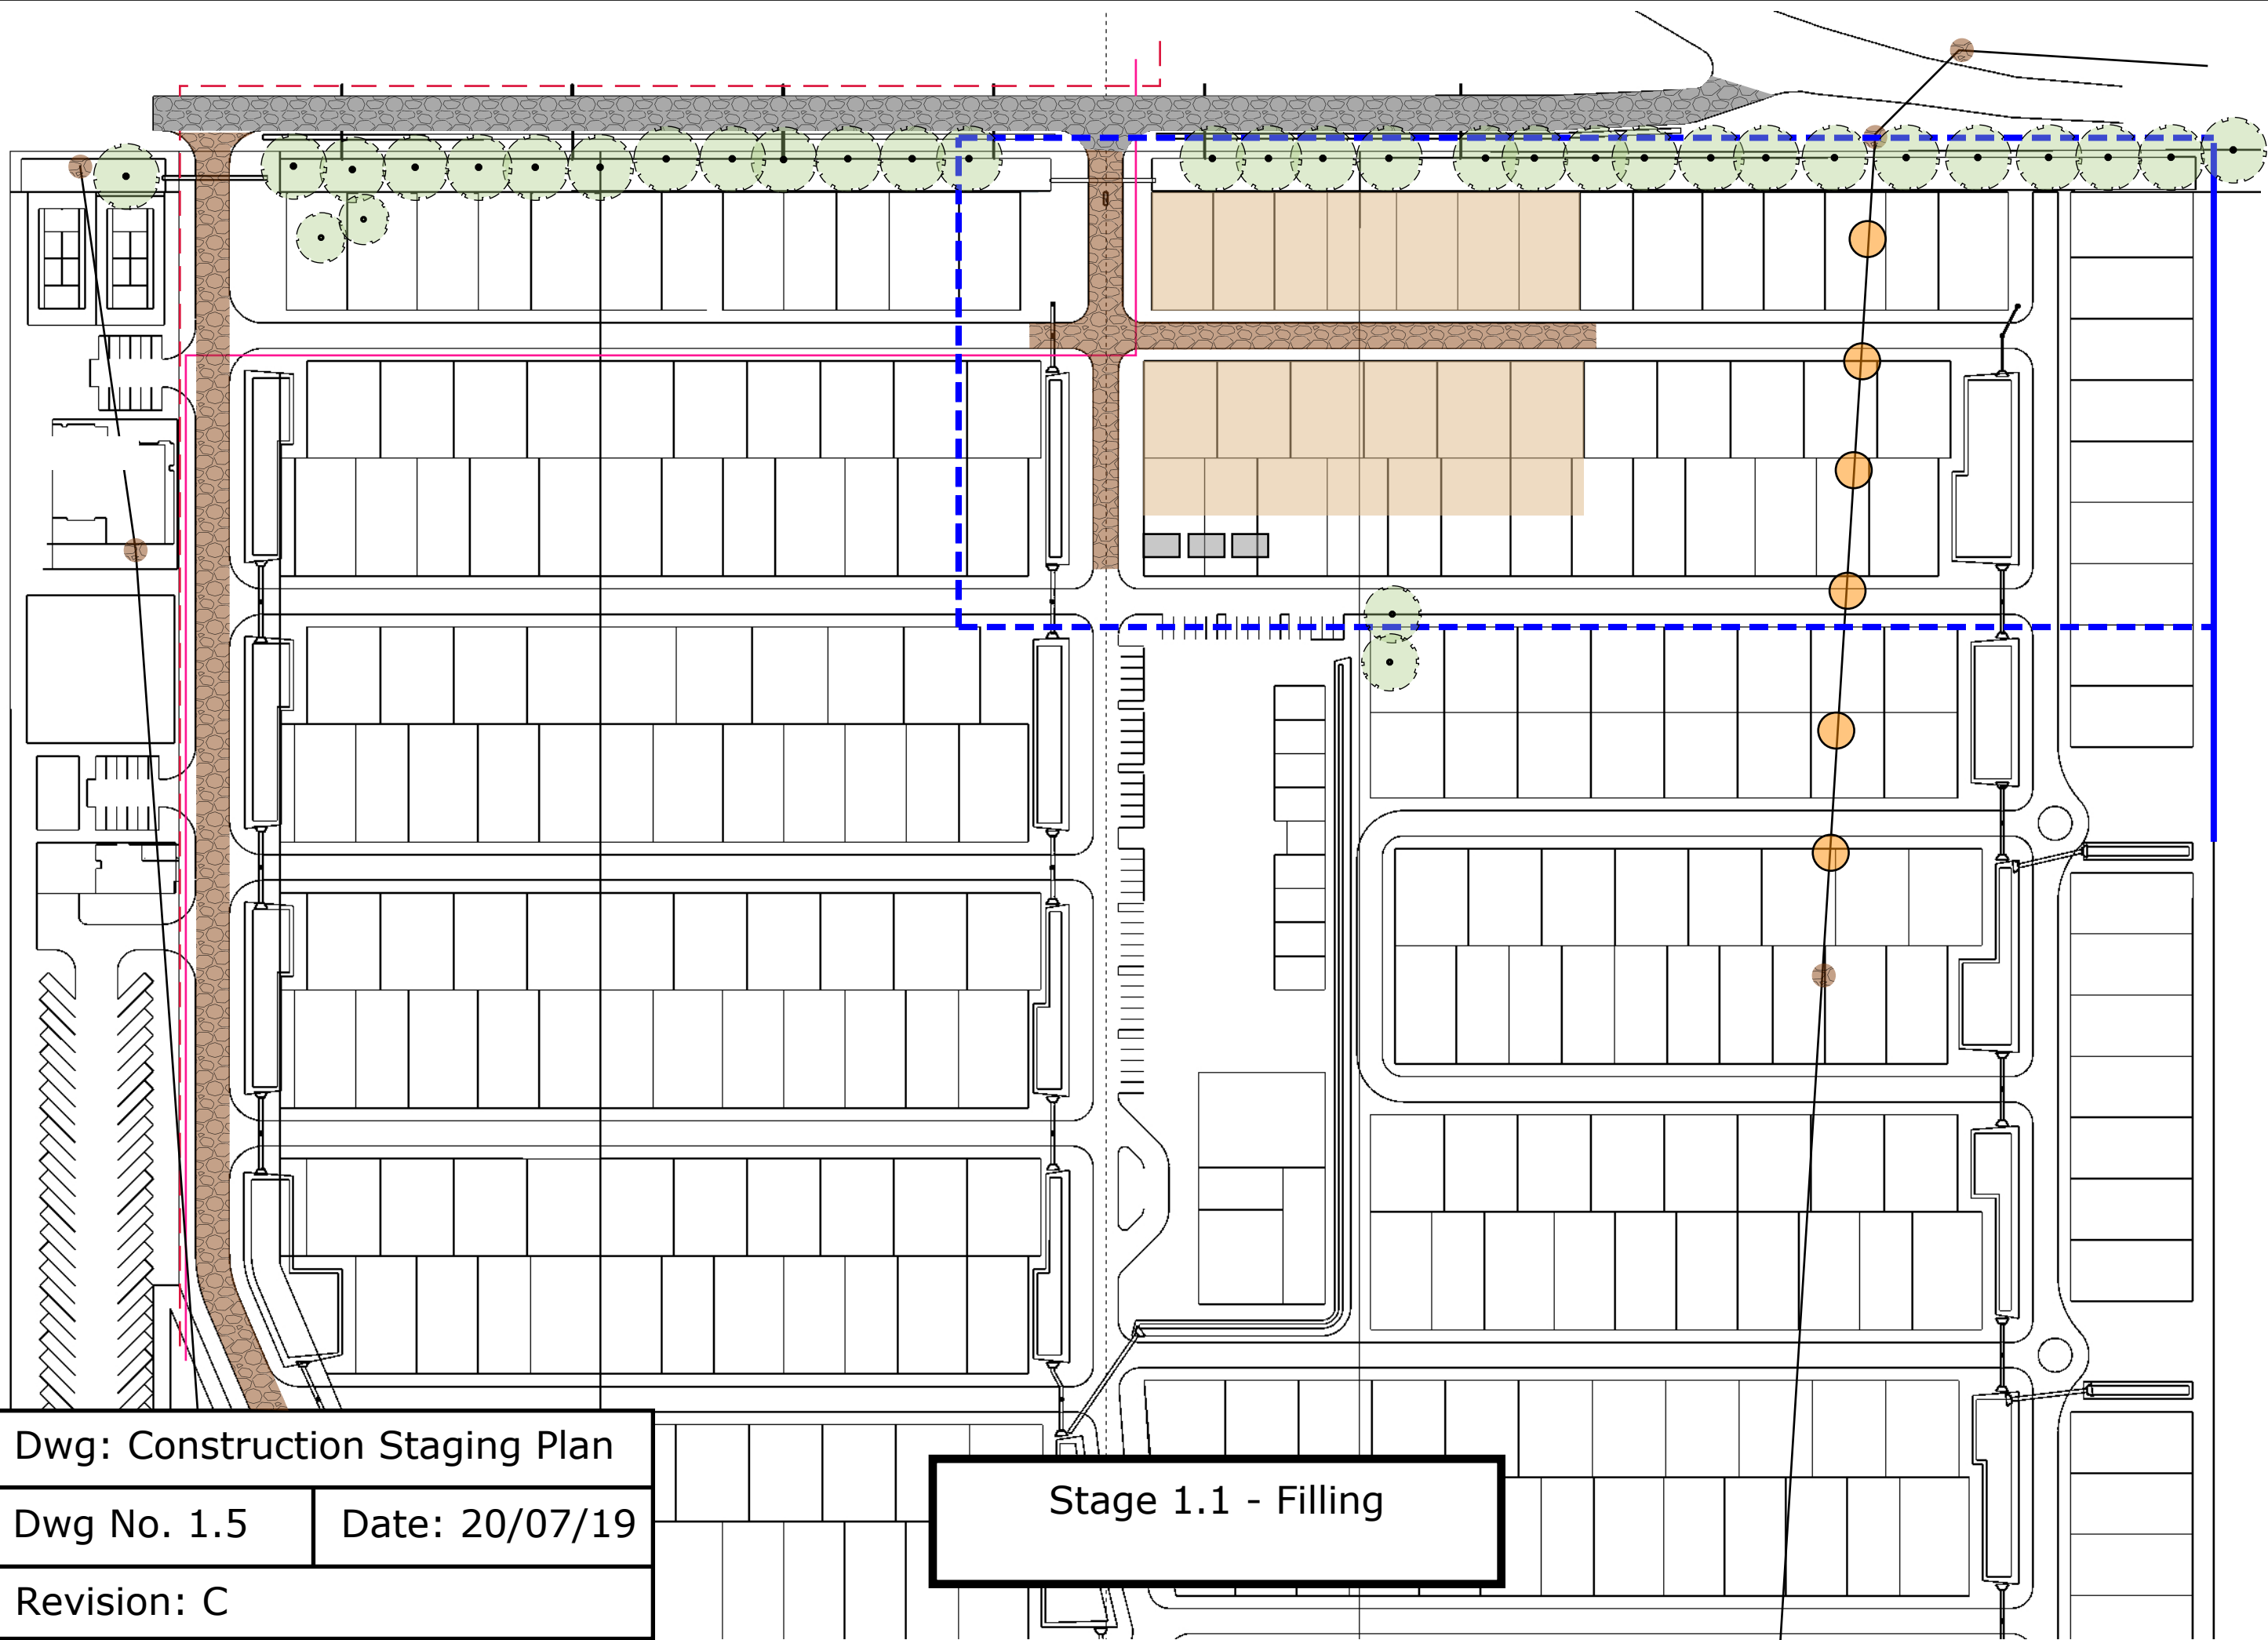 Dwg: Construction Staging Plan
Dwg No. 1.5
Date: 20/07/19
Revision: C
Stage 1.1 - Filling